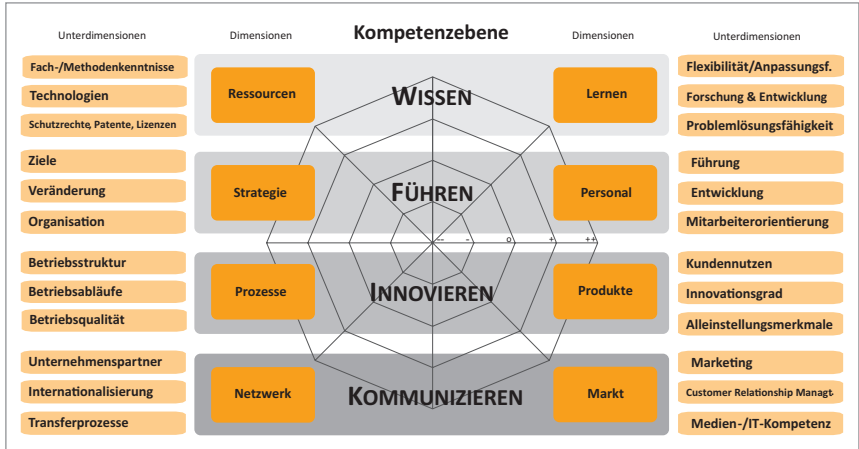 Unterdimensionen Dimensionen Kompetenzebene Dimensionen Unterdimensionen
Fach-/Methodenkenntnisse
Technologien
Schutzrechte, Patente, Lizenzen
Ressourcen
WISSEN
Lernen
Flexibilität/Anpassungsf.
Forschung & Entwicklung
Problemlösungsfähigkeit
Ziele
Veränderung
Organisation
Strategie
FÜHREN
Personal
Führung
Entwicklung
Mitarbeiterorientierung
-- - o + ++
Betriebsstruktur
Betriebsabläufe
Betriebsqualität
Prozesse
INNOVIEREN
Produkte
Kundennutzen
Innovationsgrad
Alleinstellungsmerkmale
Unternehmenspartner
Internationalisierung
Transferprozesse
Netzwerk
KOMMUNIZIEREN
Markt
Marketing
Customer Relationship Managt.
Medien-/IT-Kompetenz